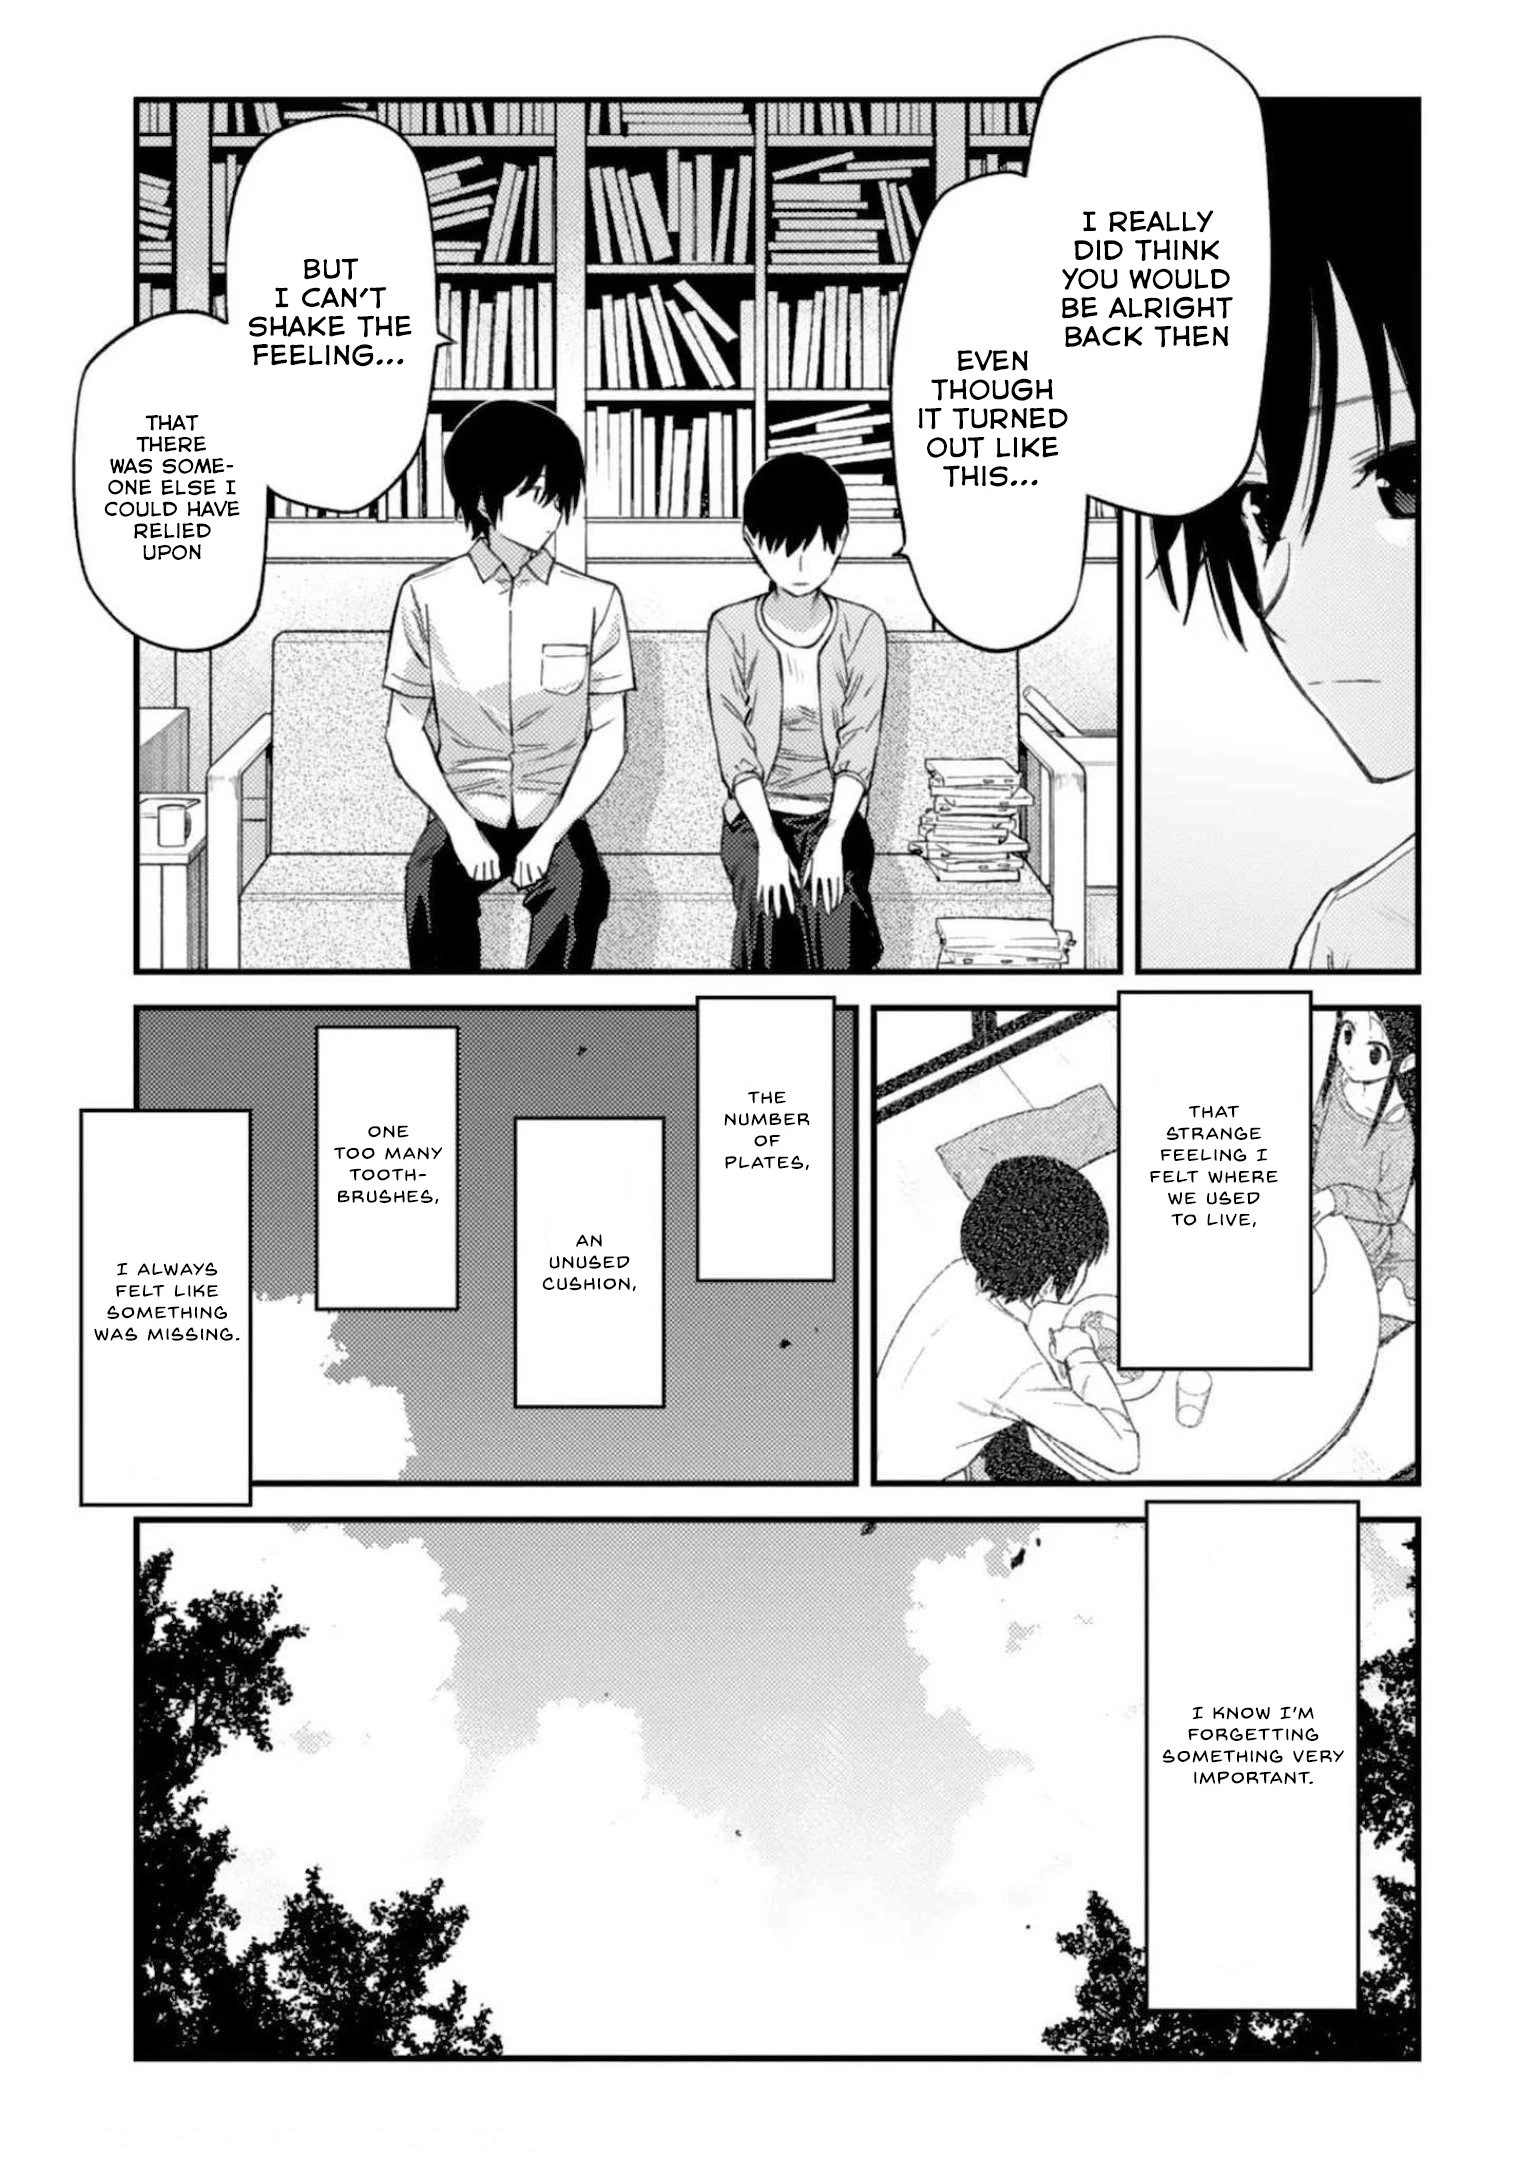 I REALLY
DID THINK
YOU WOULD
BE ALRIGHT
BACK THEN
EVEN
THOUGH
IT TURNED
OUT LIKE
THIS...
BUT
I CAN'T
SHAKE THE
FEELING...
THAT
THERE
WAS SOME-
ONE ELSE I
COULD HAVE
RELIED
UPON
THAT
STRANGE
FEELING I
FELT WHERE
WE USED
TO LIVE,
THE
NUMBER
OF
PLATES,
AN
UNUSED
CUSHION,
ONE
TOO MANY
TOOTH-
BRUSHES,
I ALWAYS
FELT LIKE
SOMETHING
WAS MISSING.
I KNOW I'M
FORGETTING
SOMETHING VERY
IMPORTANT.